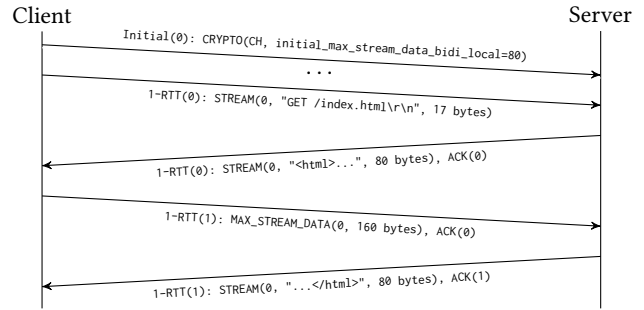 Client
Server
Initial(0): CRYPTO(CH, initial_max_stream_data_bidi_local=80)
...
1-RTT(0): STREAM(0, "GET /index.html\r\n", 17 bytes)
1-RTT(0): STREAM(0, "<html>...", 80 bytes), ACK(0)
1-RTT(1): MAX_STREAM_DATA(0, 160 bytes), ACK(0)
1-RTT(1): STREAM(0, "...</html>", 80 bytes), ACK(1)